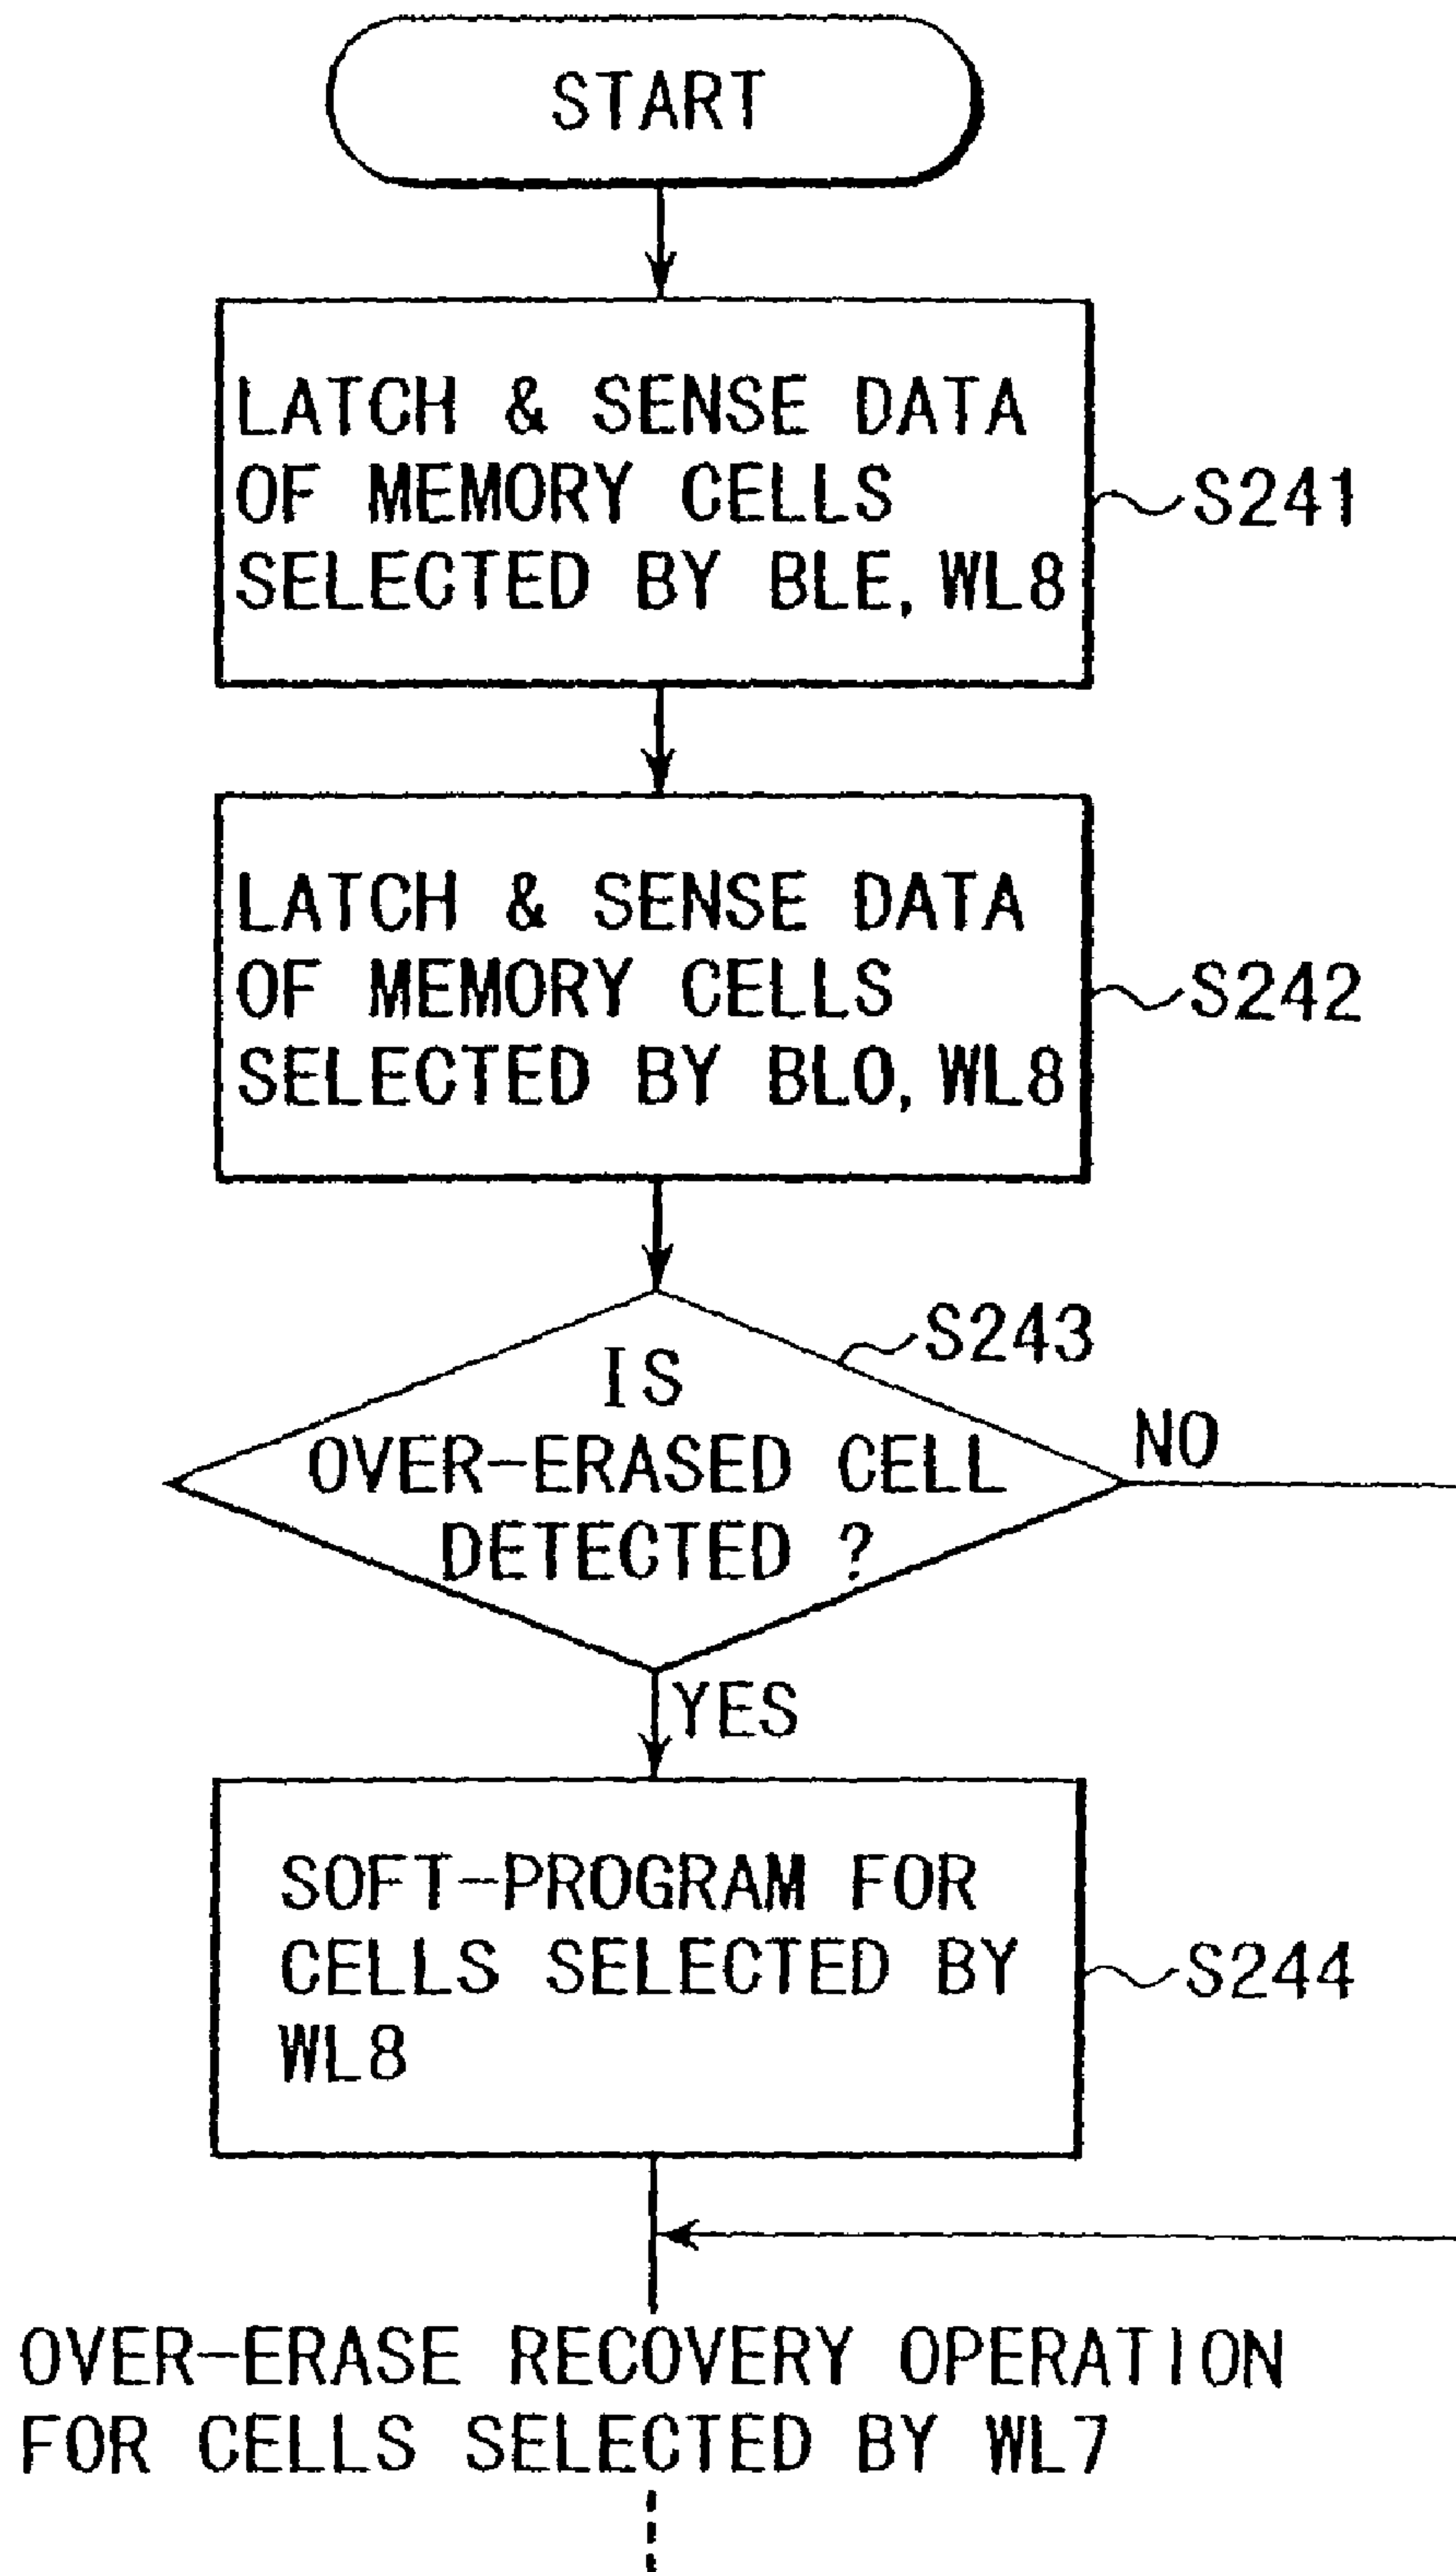 START
LATCH & SENSE DATA
OF MEMORY CELLS
SELECTED BY BLE, WL8
S241
LATCH & SENSE DATA
OF MEMORY CELLS
SELECTED BY BLO, WL8
S242
S243
IS
OVER-ERASED CELL
DETECTED ?
NO
YES
SOFT-PROGRAM FOR
CELLS SELECTED BY
WL8
S244
OVER-ERASE RECOVERY OPERATION
FOR CELLS SELECTED BY WL7